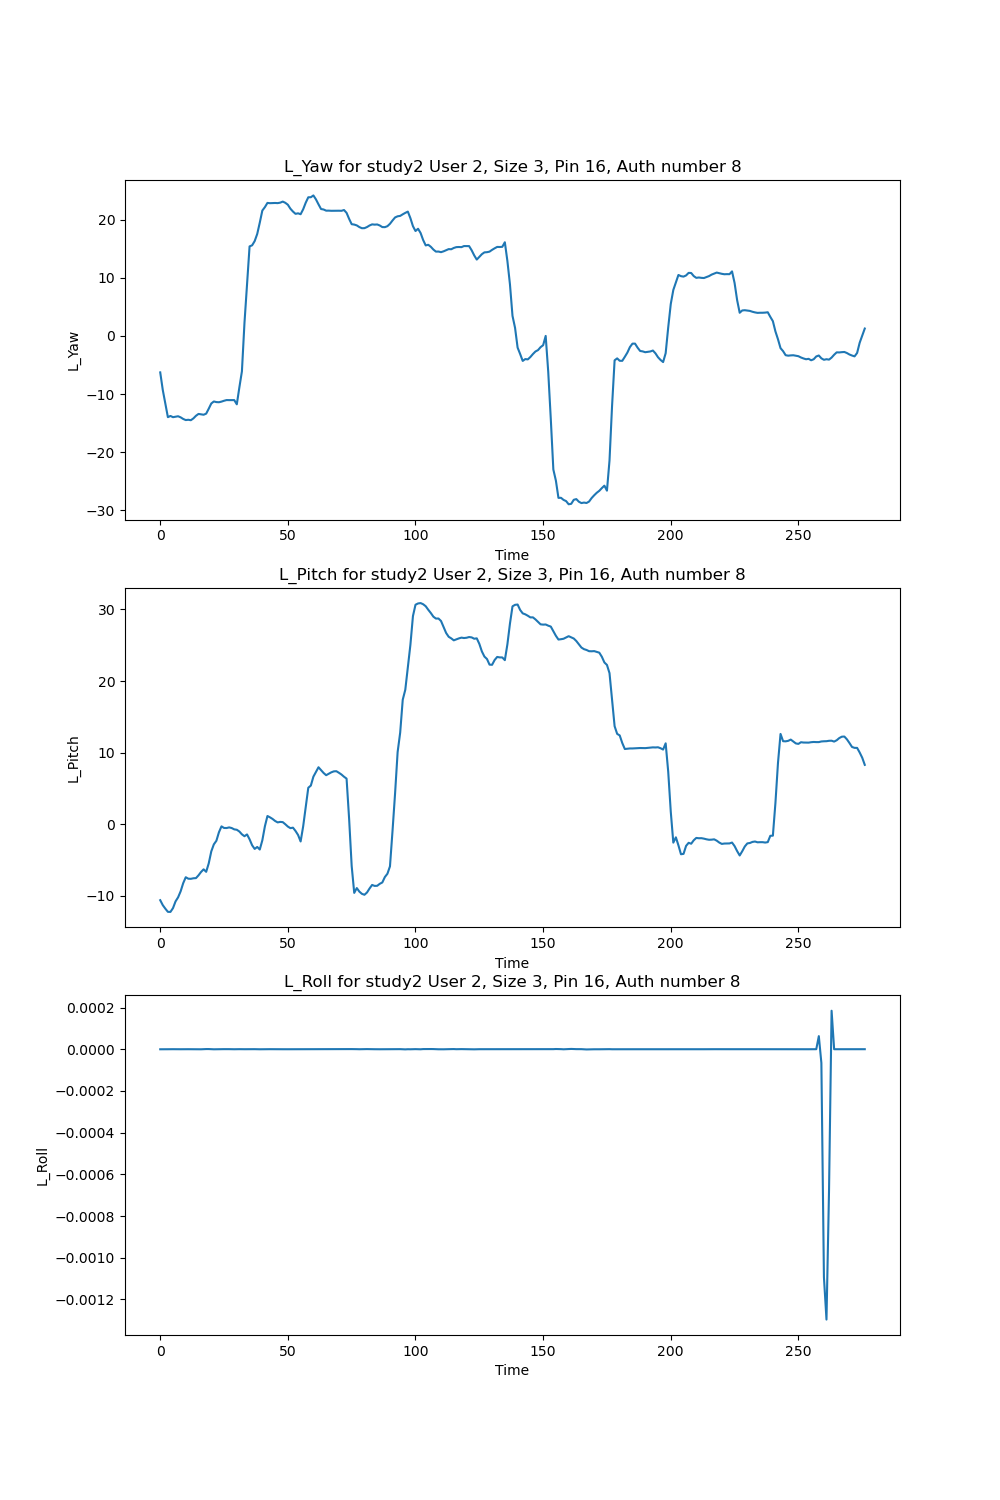 L_Yaw for study2 User 2, Size 3, Pin 16, Auth number 8
20
10
0
−10
−20
−30
L_Yaw
0 50 100 150 200 250
Time
L_Pitch for study2 User 2, Size 3, Pin 16, Auth number 8
30
20
10
0
−10
L_Pitch
0 50 100 150 200 250
Time
L_Roll for study2 User 2, Size 3, Pin 16, Auth number 8
0.0002
0.0000
−0.0002
−0.0004
−0.0006
−0.0008
−0.0010
−0.0012
L_Roll
0 50 100 150 200 250
Time